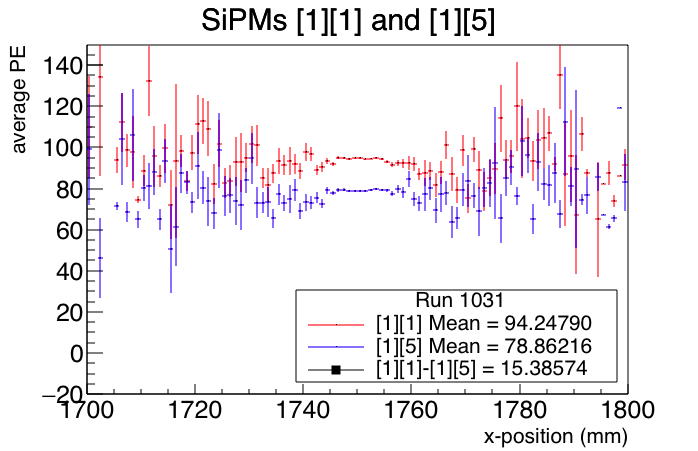 SiPMs [1][1] and [1][5]
average PE
140
120
100
80
60
40
20
0
−20
1700
1720
1740
1760
1780
1800
x-position (mm)
Run 1031
[1][1] Mean = 94.24790
[1][5] Mean = 78.86216
[1][1]-[1][5] = 15.38574